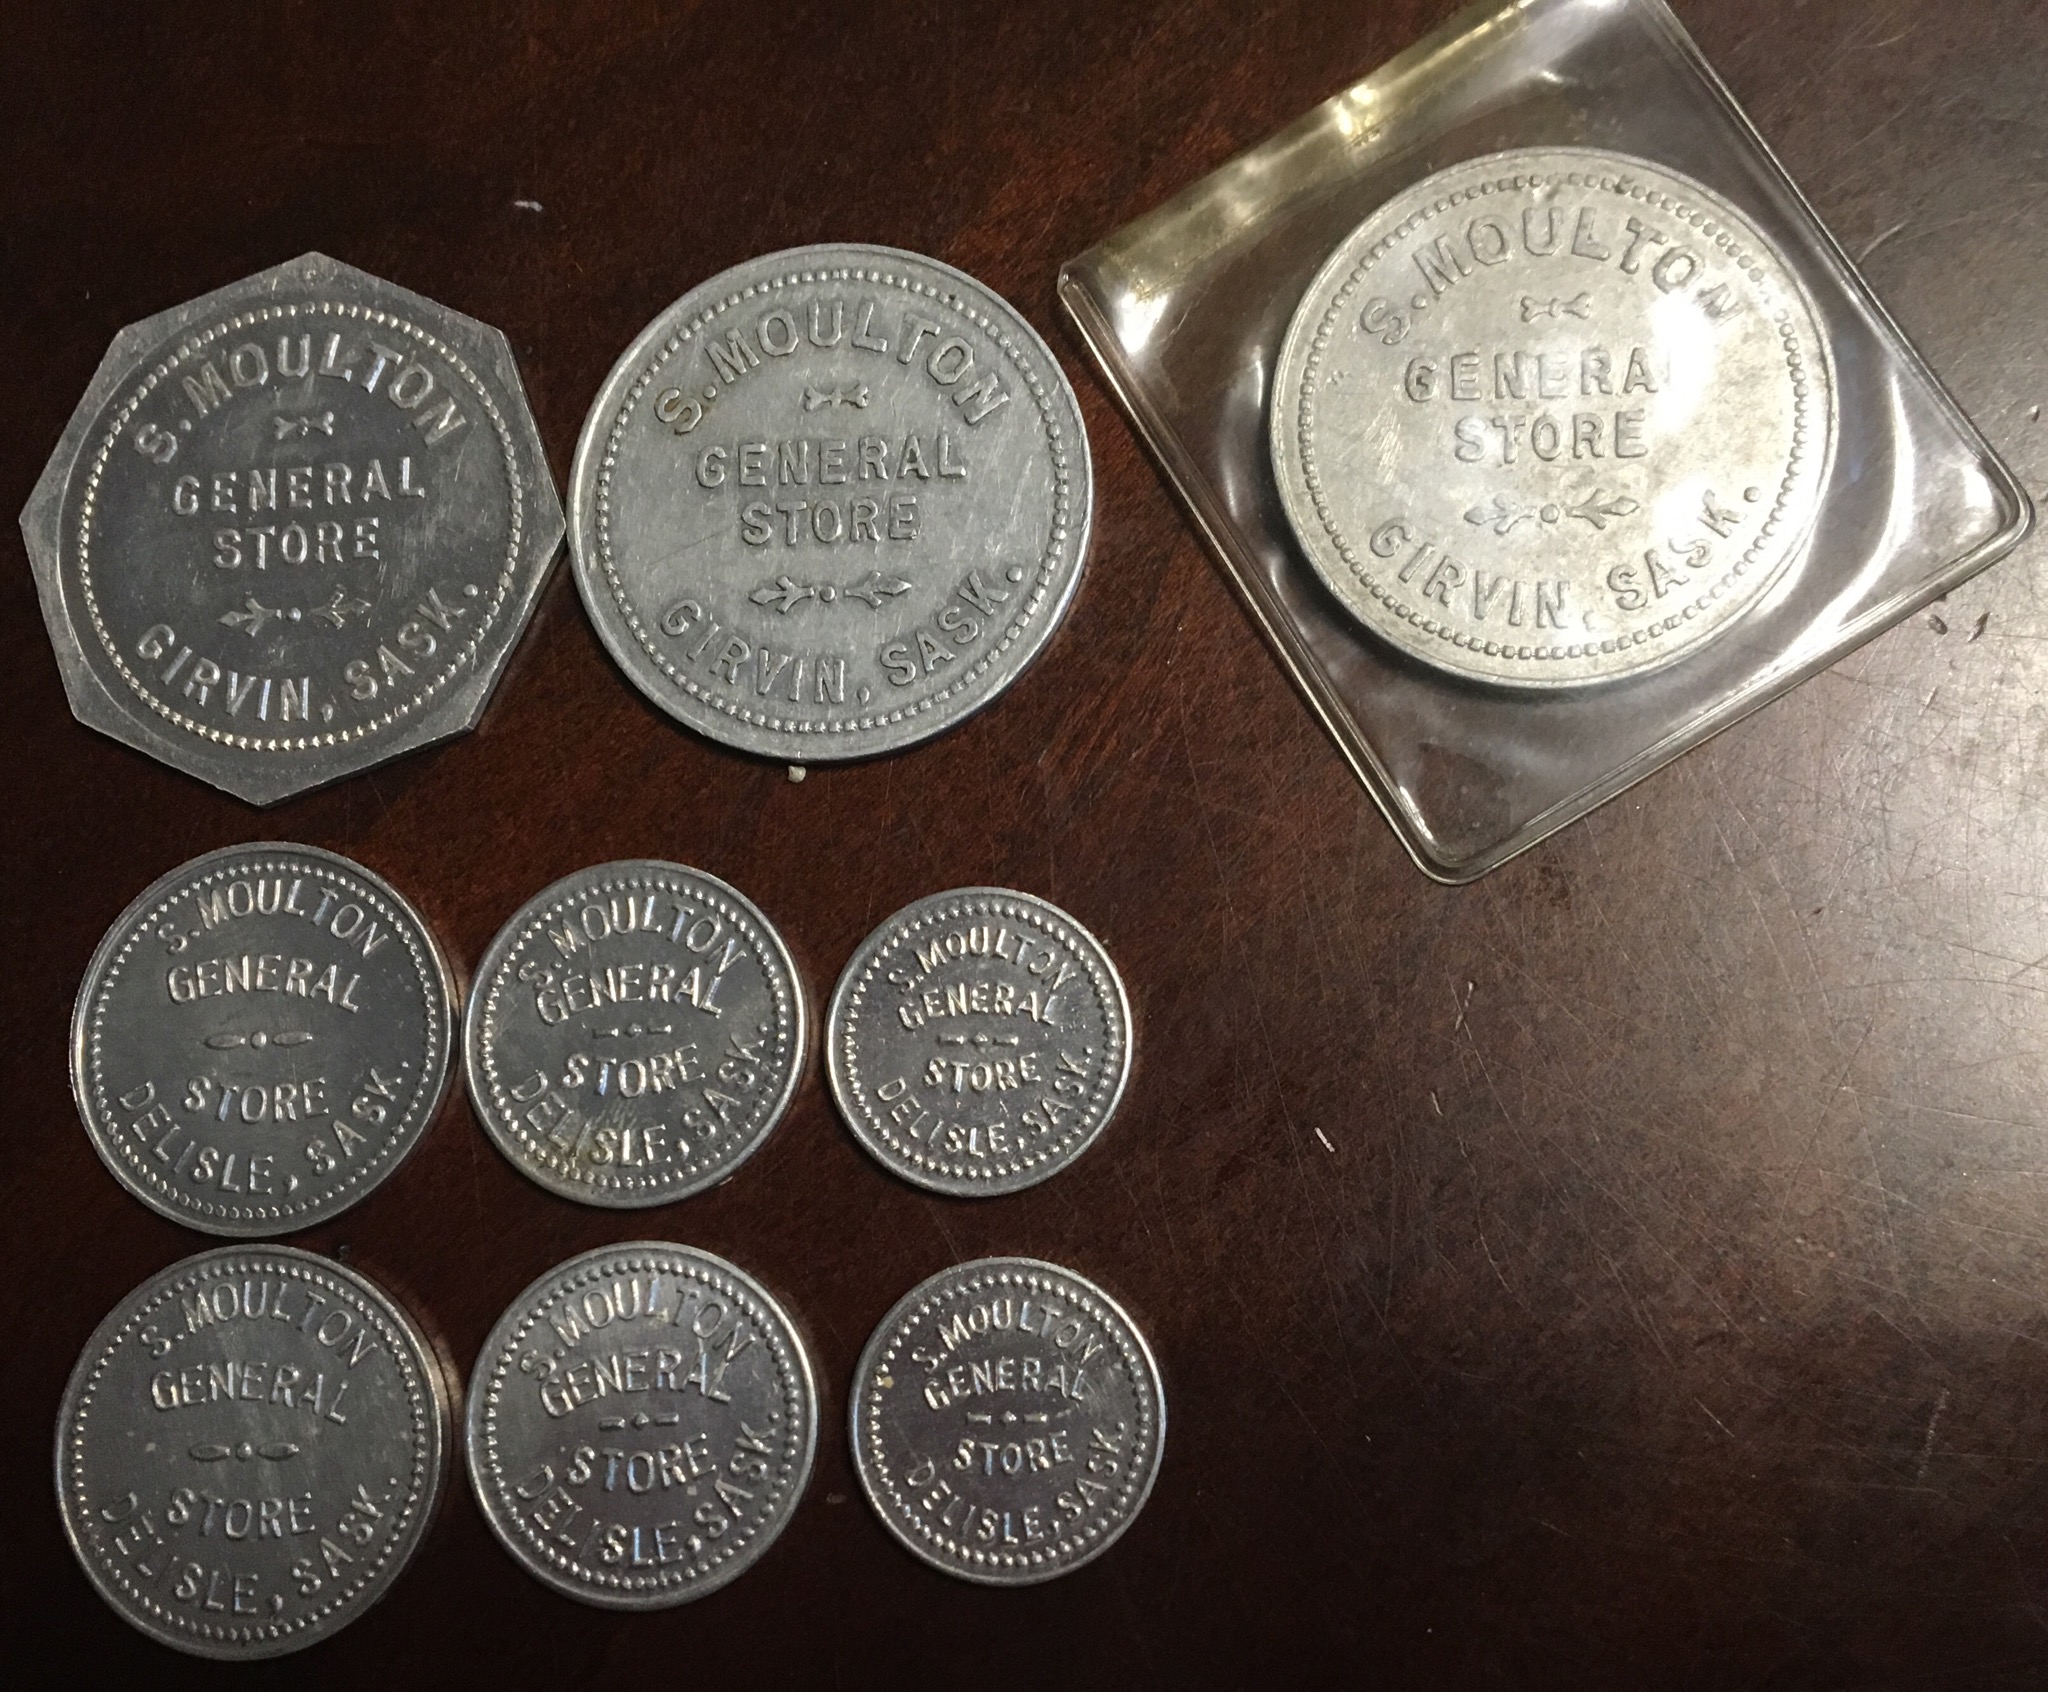 S. MOULTON
GENERAL
STORE
GIRVIN, SASK.
S. MOULTON
GENERAL
STORE
GIRVIN, SASK.
S. MOULTON
GENERAL
STORE
GIRVIN, SASK.
S. MOULTON
GENERAL
STORE
DELISLE, SASK.
S. MOULTON
GENERAL
STORE
DELISLE, SASK.
S. MOULTON
GENERAL
STORE
DELISLE, SASK.
S. MOULTON
GENERAL
STORE
DELISLE, SASK.
S. MOULTON
GENERAL
STORE
DELISLE, SASK.
S. MOULTON
GENERAL
STORE
DELISLE, SASK.